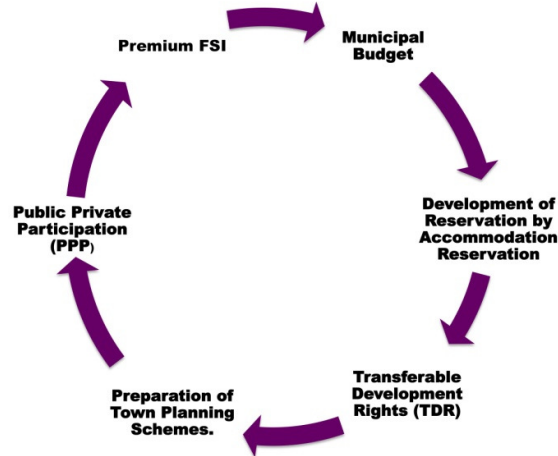 Premium FSI
Municipal
Budget
Development of
Reservation by
Accommodation
Reservation
Transferable
Development
Rights (TDR)
Preparation of
Town Planning
Schemes.
Public Private
Participation
(PPP)